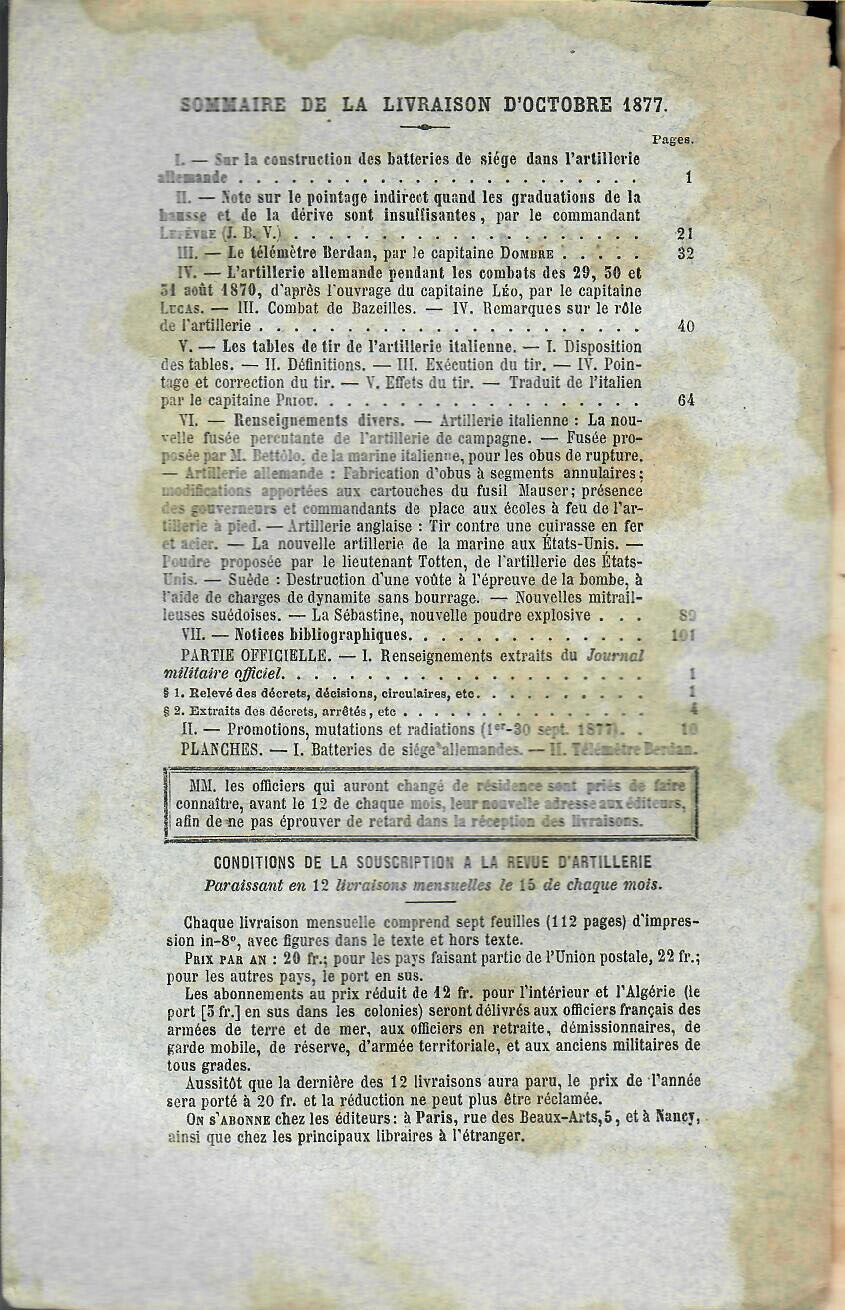 SOMMAIRE DE LA LIVRAISON D'OCTOBRE 1877.
Pages.
I. — Sur la construction des batteries de siége dans l'artillerie
allemande . . . . . . . . . . . . . . . . . . . . . . 1
II. — Note sur le pointage indirect quand les graduations de la
hausse et de la dérive sont insuffisantes, par le commandant
LEFÈVRE (J. B. V.) . . . . . . . . . . . . . . . . . . . 21
III. — Le télémètre Berdan, par le capitaine DOMBRE . . . . . 32
IV. — L'artillerie allemande pendant les combats des 29, 30 et
31 août 1870, d'après l'ouvrage du capitaine LÉO, par le capitaine
LUCAS. — III. Combat de Bazeilles. — IV. Remarques sur le rôle
de l'artillerie . . . . . . . . . . . . . . . . . . . . . 40
V. — Les tables de tir de l'artillerie italienne. — I. Disposition
des tables. — II. Définitions. — III. Exécution du tir. — IV. Poin-
tage et correction du tir. — V. Effets du tir. — Traduit de l'italien
par le capitaine PRIOU. . . . . . . . . . . . . . . . . . 64
VI. — Renseignements divers. — Artillerie italienne : La nou-
velle fusée percutante de l'artillerie de campagne. — Fusée pro-
posée par M. Bettòlo, de la marine italienne, pour les obus de rupture.
— Artillerie allemande : Fabrication d'obus à segments annulaires;
modifications apportées aux cartouches du fusil Mauser; présence
des gouverneurs et commandants de place aux écoles à feu de l'ar-
tillerie à pied. — Artillerie anglaise : Tir contre une cuirasse en fer
et acier. — La nouvelle artillerie de la marine aux États-Unis. —
Poudre proposée par le lieutenant Totten, de l'artillerie des États-
Unis. — Suède : Destruction d'une voûte à l'épreuve de la bombe, à
l'aide de charges de dynamite sans bourrage. — Nouvelles mitrail-
leuses suédoises. — La Sébastine, nouvelle poudre explosive . . . 89
VII. — Notices bibliographiques. . . . . . . . . . . . . . 101
PARTIE OFFICIELLE. — I. Renseignements extraits du Journal
militaire officiel. . . . . . . . . . . . . . . . . . . . 1
§ 1. Relevé des décrets, décisions, circulaires, etc. . . . . . . . . . 1
§ 2. Extraits des décrets, arrêtés, etc . . . . . . . . . . . . . . 4
II. — Promotions, mutations et radiations (1er-30 sept. 1877). . 10
PLANCHES. — I. Batteries de siége allemandes. — II. Télémètre Berdan.
MM. les officiers qui auront changé de résidence sont priés de faire
connaître, avant le 12 de chaque mois, leur nouvelle adresse aux éditeurs,
afin de ne pas éprouver de retard dans la réception des livraisons.
CONDITIONS DE LA SOUSCRIPTION A LA REVUE D'ARTILLERIE
Paraissant en 12 livraisons mensuelles le 15 de chaque mois.
Chaque livraison mensuelle comprend sept feuilles (112 pages) d'impres-
sion in-8°, avec figures dans le texte et hors texte.
PRIX PAR AN : 20 fr.; pour les pays faisant partie de l'Union postale, 22 fr.;
pour les autres pays, le port en sus.
Les abonnements au prix réduit de 12 fr. pour l'intérieur et l'Algérie (le
port [3 fr.] en sus dans les colonies) seront délivrés aux officiers français des
armées de terre et de mer, aux officiers en retraite, démissionnaires, de
garde mobile, de réserve, d'armée territoriale, et aux anciens militaires de
tous grades.
Aussitôt que la dernière des 12 livraisons aura paru, le prix de l'année
sera porté à 20 fr. et la réduction ne peut plus être réclamée.
ON S'ABONNE chez les éditeurs : à Paris, rue des Beaux-Arts, 5, et à Nancy,
ainsi que chez les principaux libraires à l'étranger.